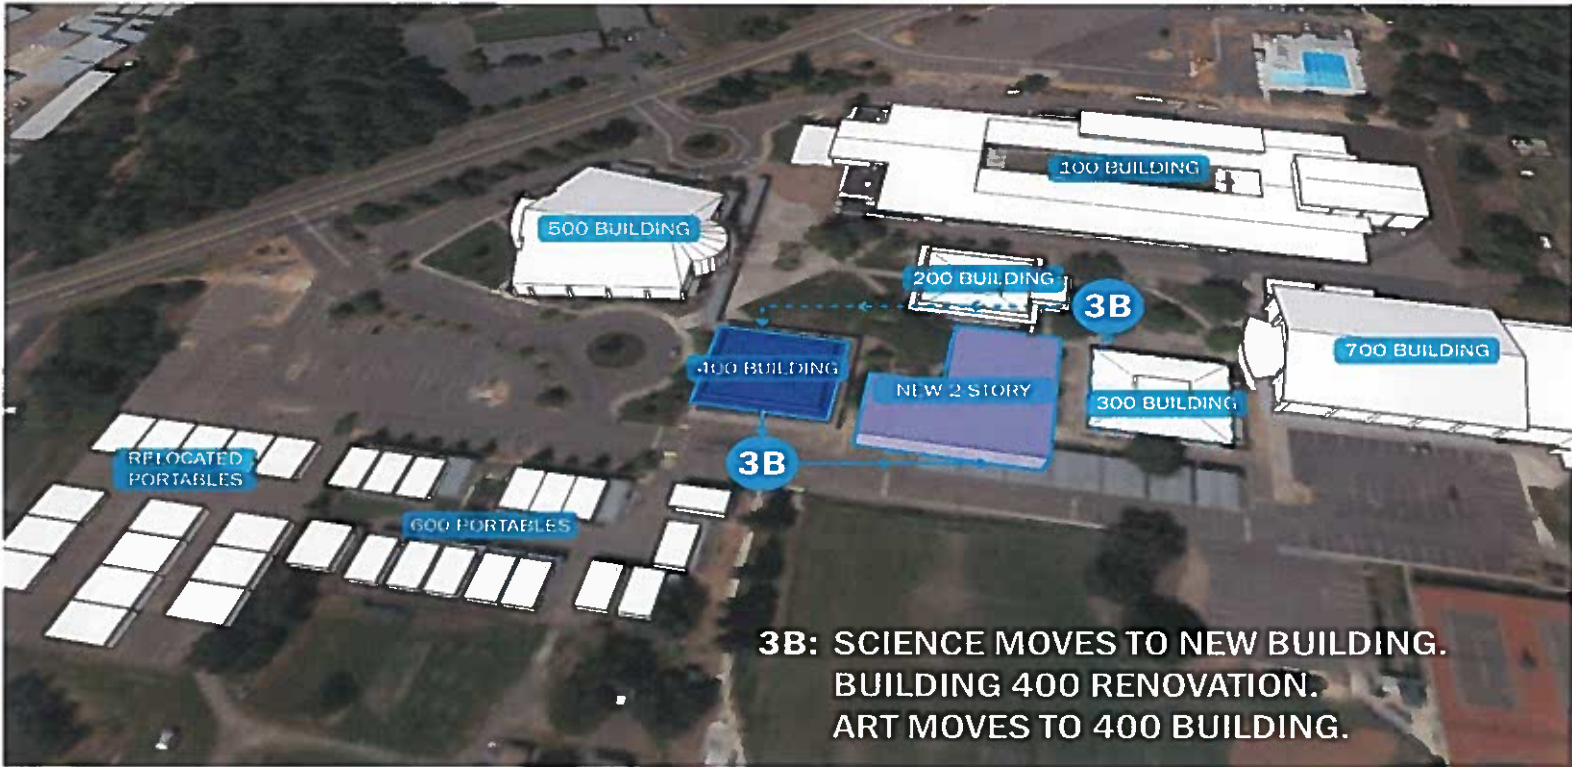 100 BUILDING
500 BUILDING
200 BUILDING
3B
700 BUILDING
400 BUILDING
NEW 2 STORY
300 BUILDING
RELOCATED
PORTABLES
3B
600 PORTABLES
3B: SCIENCE MOVES TO NEW BUILDING.
BUILDING 400 RENOVATION.
ART MOVES TO 400 BUILDING.